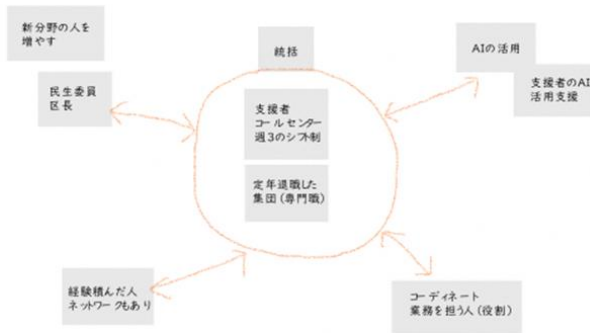 新分野の人を
増やす
統括
AIの活用
支援者のAI
活用支援
民生委員
区長
支援者
コールセンター
週3のシフト制
定年退職した
集団(専門職)
経験積んだ人
ネットワークもあり
コーディネート
業務を担う人(役割)